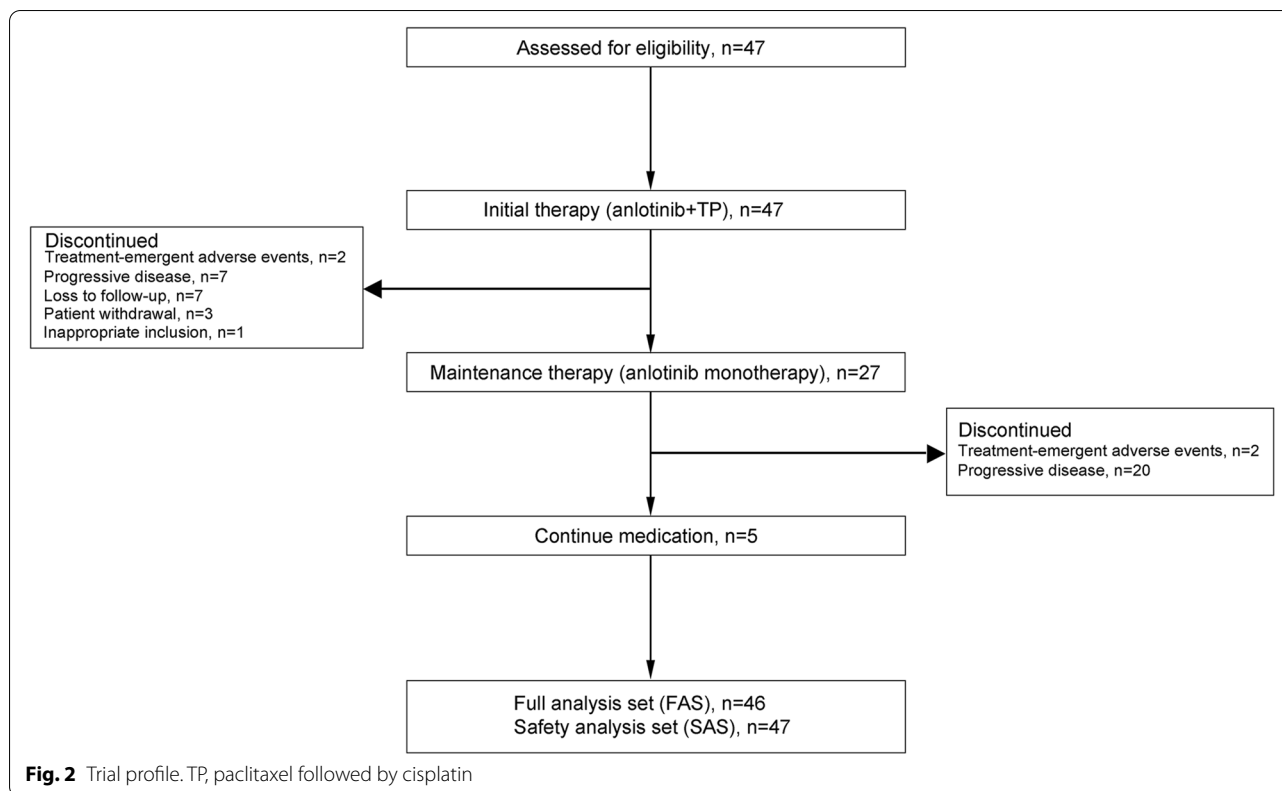 Assessed for eligibility, n=47
Initial therapy (anlotinib+TP), n=47
Discontinued
Treatment-emergent adverse events, n=2
Progressive disease, n=7
Loss to follow-up, n=7
Patient withdrawal, n=3
Inappropriate inclusion, n=1
Maintenance therapy (anlotinib monotherapy), n=27
Discontinued
Treatment-emergent adverse events, n=2
Progressive disease, n=20
Continue medication, n=5
Full analysis set (FAS), n=46
Safety analysis set (SAS), n=47
Fig. 2 Trial profile. TP, paclitaxel followed by cisplatin